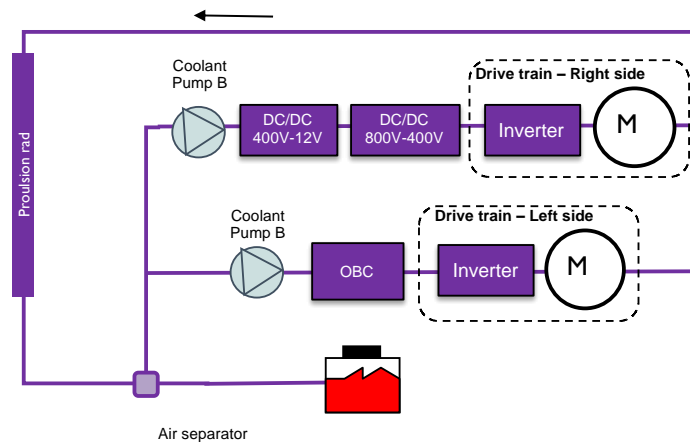 Coolant
Pump B
Drive train – Right side
DC/DC
400V-12V
DC/DC
800V-400V
Inverter
M
Proulsion rad
Coolant
Pump B
Drive train – Left side
OBC
Inverter
M
Air separator